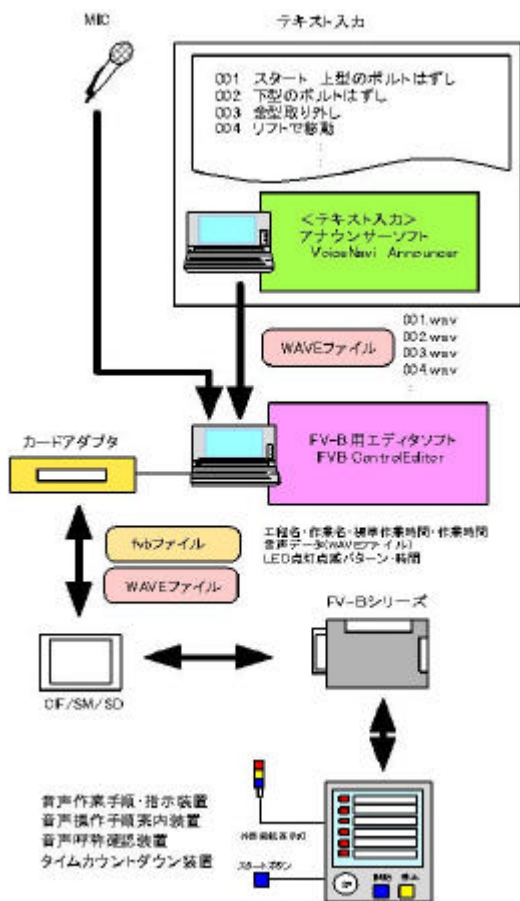 MIC
テキスト入力
001 スタート 上型のボルトはずし
002 下型のボルトはずし
003 金型取り外し
004 リフトで移動
<テキスト入力>
アナウンサーソフト
VoiceNavi Announcer
WAVEファイル
001.wav
002.wav
003.wav
004.wav
カードアダプタ
FV-B用エディタソフト
FVB ControlEditor
fvbファイル
WAVEファイル
工程名・作業名・標準作業時間・作業時間
音声データ(WAVEファイル)
LED点灯点滅パターン・時間
FV-Bシリーズ
CIF/SM/SD
音声作業手順・指示装置
音声操作手順案内装置
音声呼称確認装置
タイムカウントダウン装置
スタートボタン